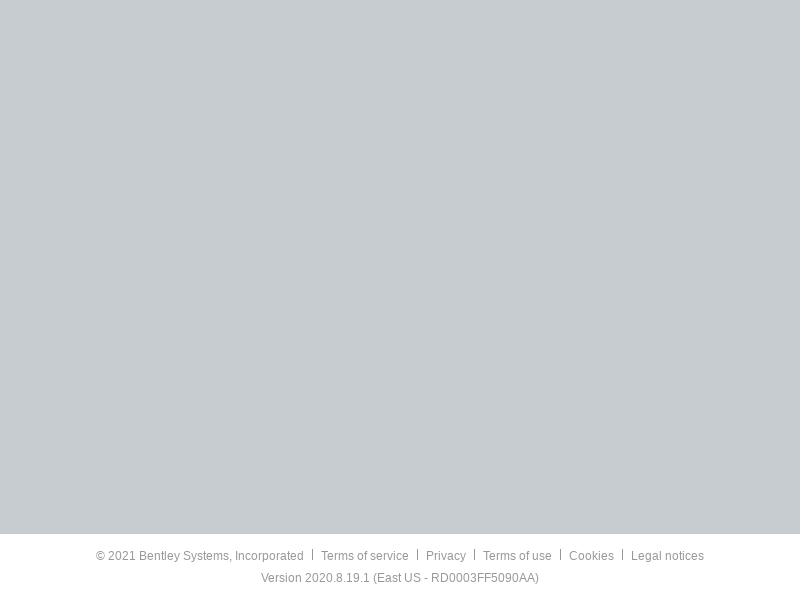 © 2021 Bentley Systems, Incorporated | Terms of service | Privacy | Terms of use | Cookies | Legal notices
Version 2020.8.19.1 (East US - RD0003FF5090AA)